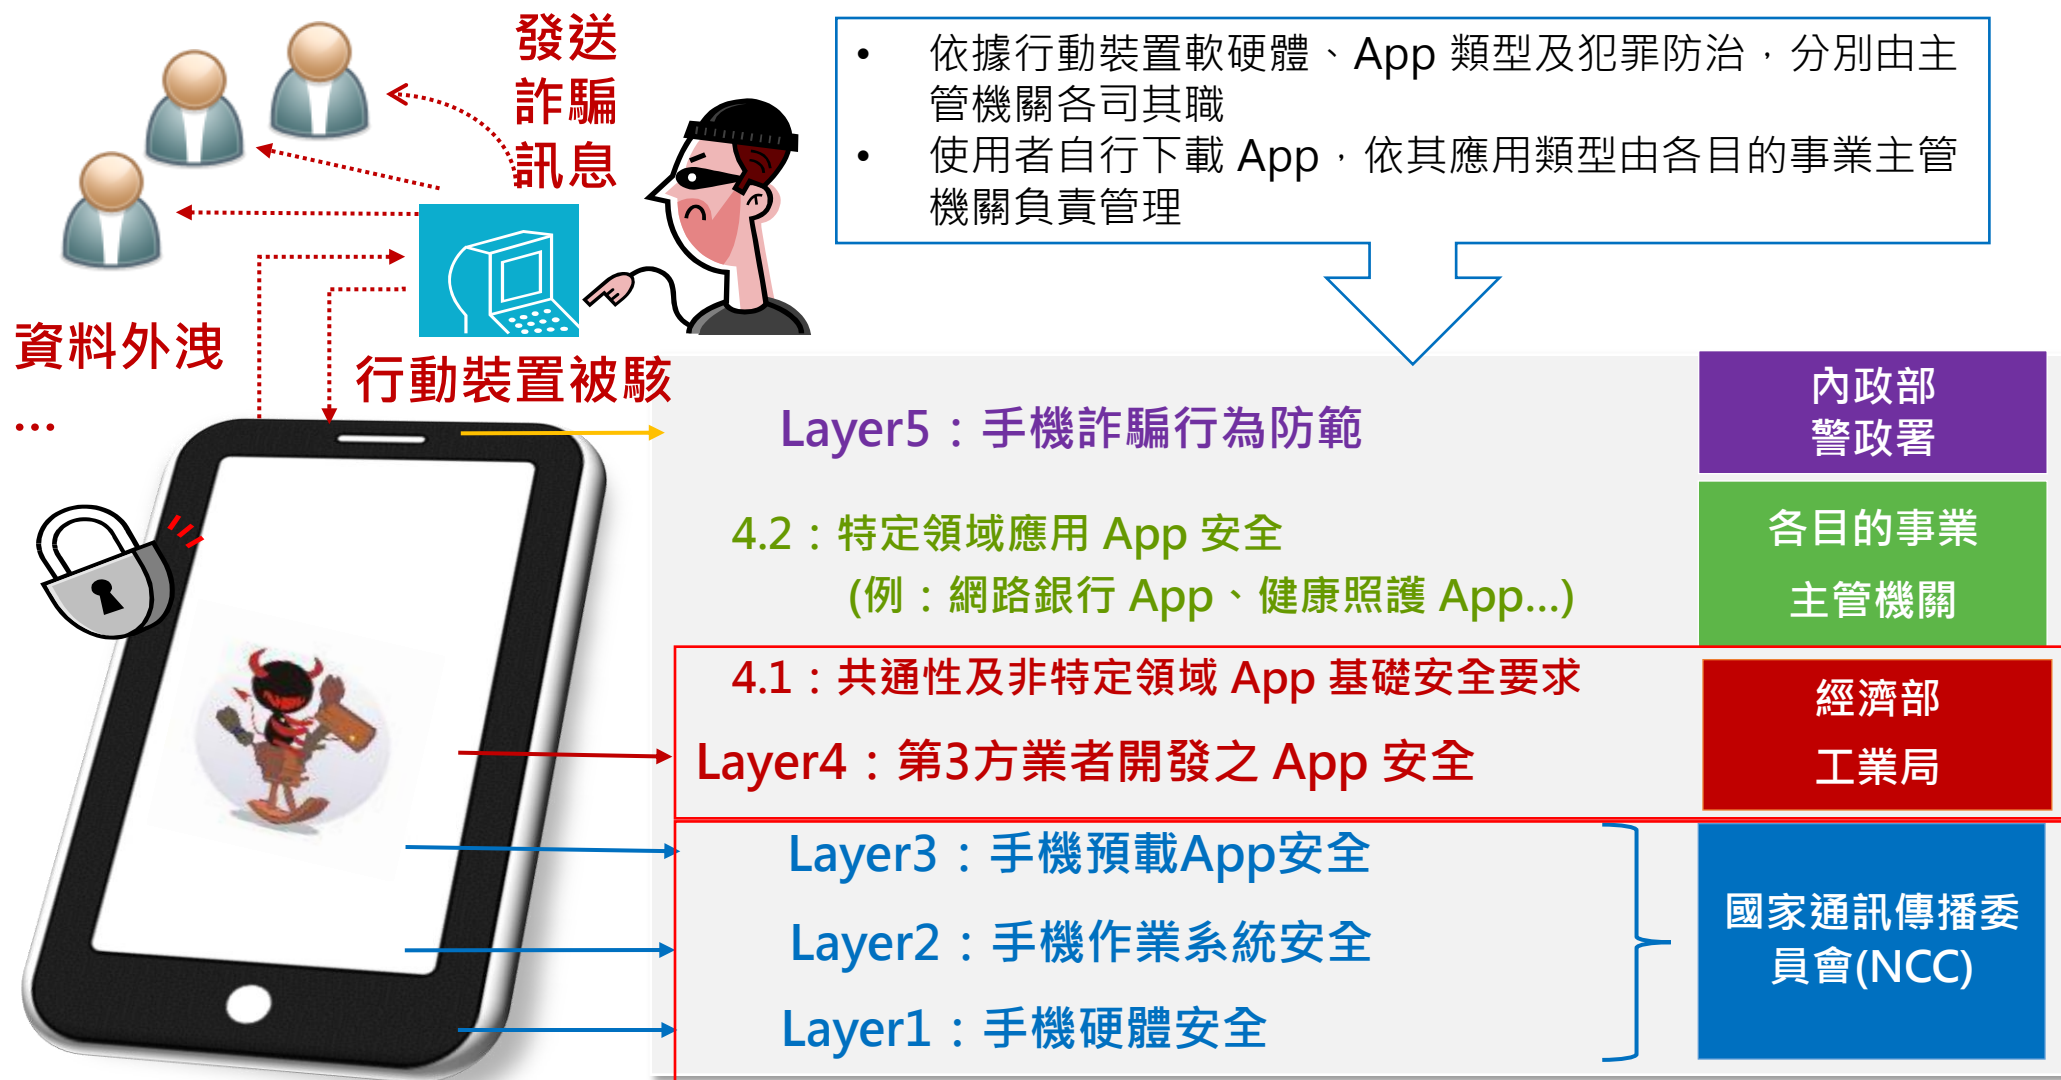 發送
詐騙
訊息
• 依據行動裝置軟硬體、App 類型及犯罪防治，分別由主
管機關各司其職
• 使用者自行下載 App，依其應用類型由各目的事業主管
機關負責管理
資料外洩
...
行動裝置被駭
Layer5：手機詐騙行為防範
內政部
警政署
4.2：特定領域應用 App 安全
(例：網路銀行 App、健康照護 App...)
各目的事業
主管機關
4.1：共通性及非特定領域 App 基礎安全要求
Layer4：第3方業者開發之 App 安全
經濟部
工業局
Layer3：手機預載App安全
Layer2：手機作業系統安全
Layer1：手機硬體安全
國家通訊傳播委
員會(NCC)